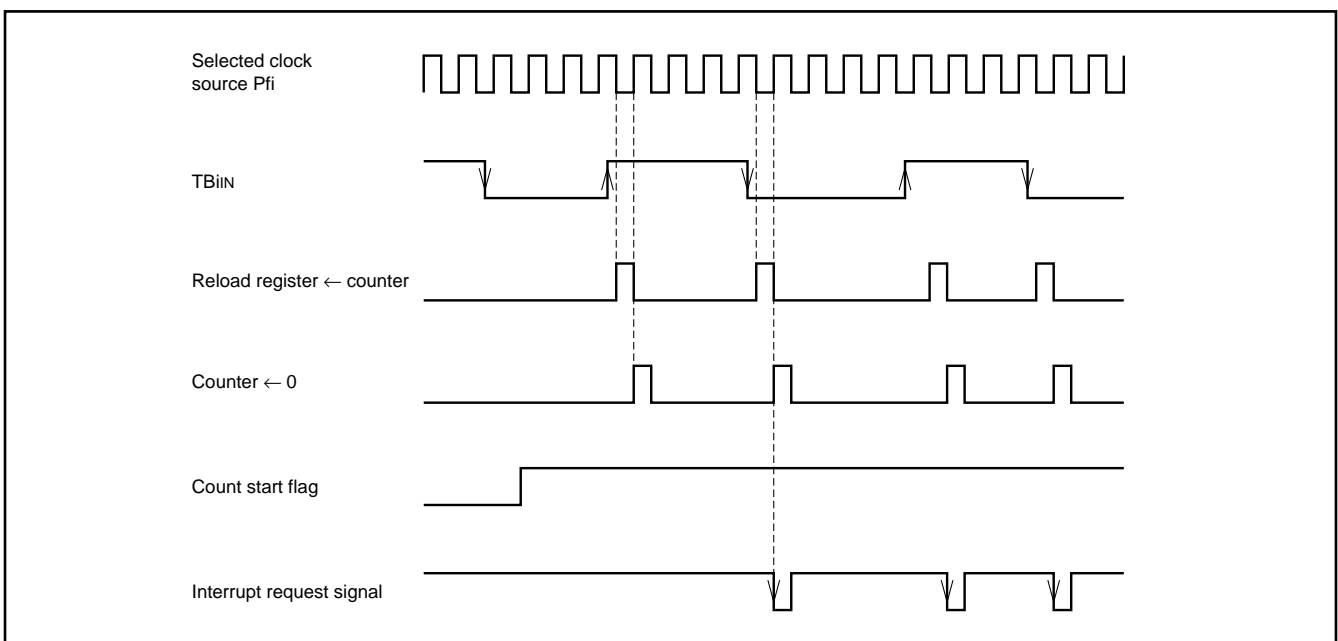 Selected clock
source Pfi
TBiIN
Reload register ← counter
Counter ← 0
Count start flag
Interrupt request signal